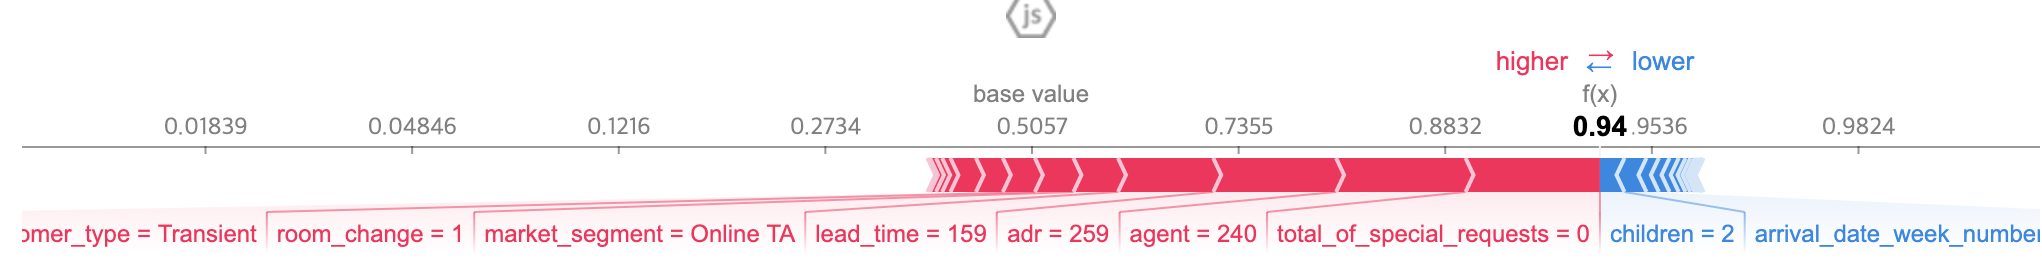 js
higher lower
base value f(x)
0.01839 0.04846 0.1216 0.2734 0.5057 0.7355 0.8832 0.94 .9536 0.9824
omer_type = Transient room_change = 1 market_segment = Online TA lead_time = 159 adr = 259 agent = 240 total_of_special_requests = 0 children = 2 arrival_date_week_number